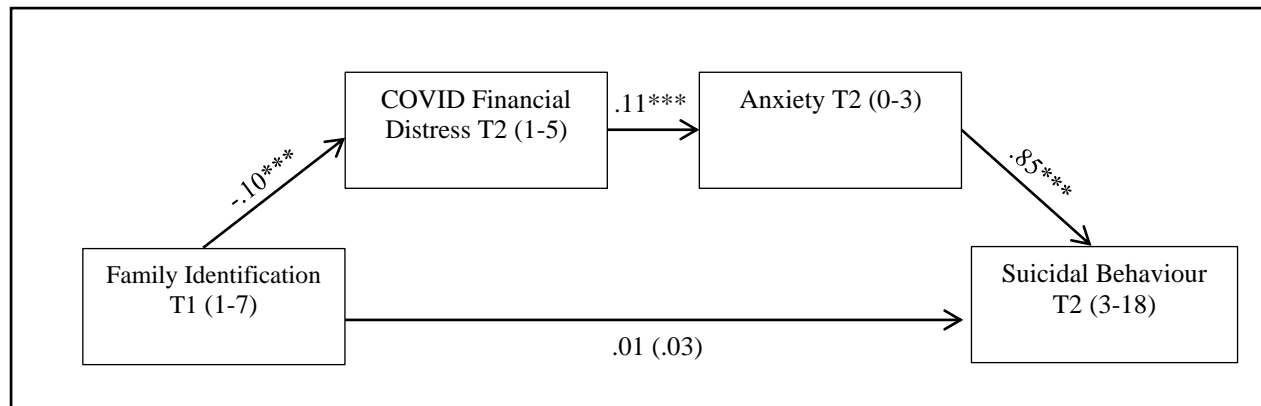 COVID Financial
Distress T2 (1-5)
.11***
Anxiety T2 (0-3)
-.10***
.85***
Family Identification
T1 (1-7)
Suicidal Behaviour
T2 (3-18)
.01 (.03)